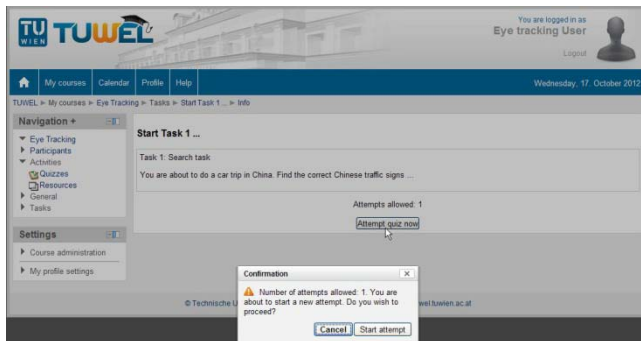 TU
WIEN
TUWEL
You are logged in as
Eye tracking User
Logout
My courses
Calendar
Profile
Help
Wednesday, 17. October 2012
TUWEL ► My courses ► Eye Tracking ► Tasks ► Start Task 1 ... ► Info
Navigation +
Eye Tracking
Participants
Activities
Quizzes
Resources
General
Tasks
Settings
Course administration
My profile settings
Start Task 1 ...
Task 1: Search task
You are about to do a car trip in China. Find the correct Chinese traffic signs ...
Attempts allowed: 1
Attempt quiz now
Confirmation
Number of attempts allowed: 1. You are
about to start a new attempt. Do you wish to
proceed?
Cancel
Start attempt
© Technische U
wel.tuwien.ac.at